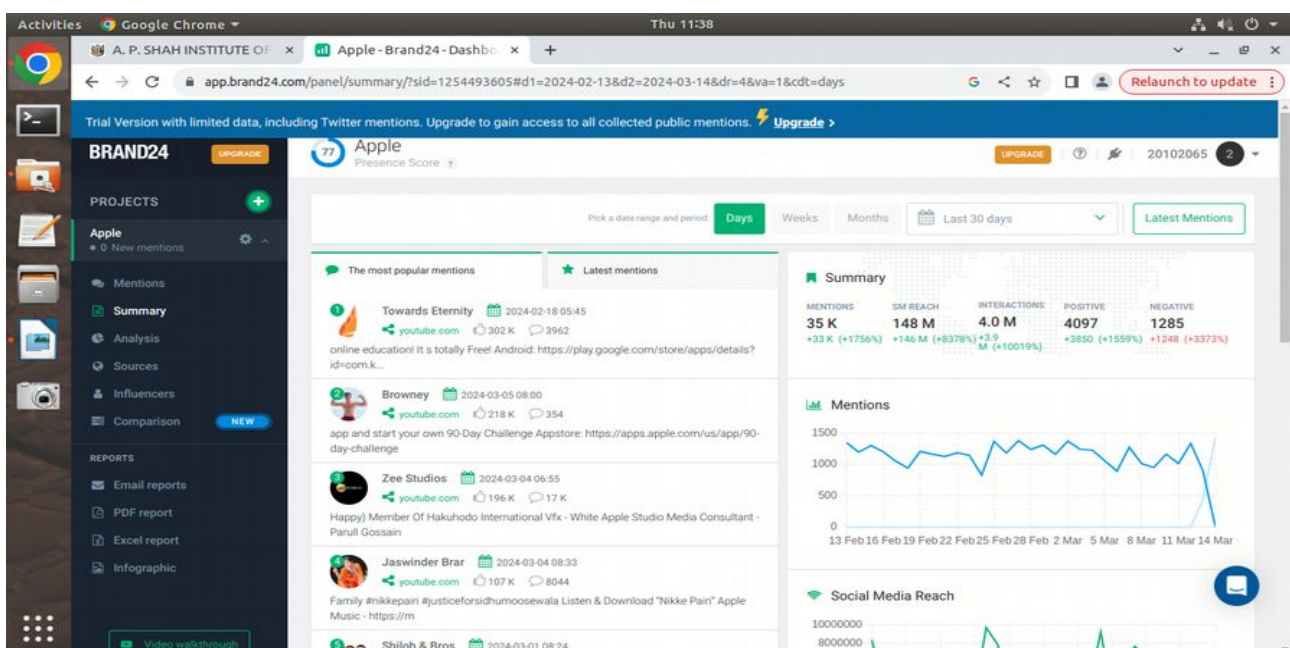 Activities Google Chrome Thu 11:38
A. P. SHAH INSTITUTE OF × Apple - Brand24 - Dashbo × +
app.brand24.com/panel/summary/?sid=1254493605#d1=2024-02-13&d2=2024-03-14&dr=4&va=1&cdt=days Relaunch to update
Trial Version with limited data, including Twitter mentions. Upgrade to gain access to all collected public mentions. Upgrade >
BRAND24 UPGRADE
77 Apple
Presence Score ?
UPGRADE ? 20102065 2
PROJECTS +
Apple
0 New mentions
Mentions
Summary
Analysis
Sources
Influencers
Comparison NEW
REPORTS
Email reports
PDF report
Excel report
Infographic
Video walkthrough
Pick a date range and period: Days Weeks Months Last 30 days Latest Mentions
The most popular mentions Latest mentions
1 Towards Eternity 2024-02-18 05:45
youtube.com 302 K 3962
online education! It s totally Free! Android: https://play.google.com/store/apps/details?
id=com.k...
2 Browney 2024-03-05 08:00
youtube.com 218 K 354
app and start your own 90-Day Challenge Appstore: https://apps.apple.com/us/app/90-
day-challenge
3 Zee Studios 2024-03-04 06:55
youtube.com 196 K 17 K
Happy) Member Of Hakuhodo International Vfx - White Apple Studio Media Consultant -
Parull Gossain
4 Jaswinder Brar 2024-03-04 08:33
youtube.com 107 K 8044
Family #nikkepairi #justiceforsidhumoosewala Listen & Download "Nikke Pairi" Apple
Music - https://m
5 Shiloh & Bros 2024-03-01 08:24
Summary
MENTIONS SM REACH INTERACTIONS POSITIVE NEGATIVE
35 K 148 M 4.0 M 4097 1285
+33 K (+1756%) +146 M (+8378%) +3.9 +3850 (+1559%) +1248 (+3373%)
M (+10019%)
Mentions
1500
1000
500
0
13 Feb 16 Feb 19 Feb 22 Feb 25 Feb 28 Feb 2 Mar 5 Mar 8 Mar 11 Mar 14 Mar
Social Media Reach
10000000
8000000